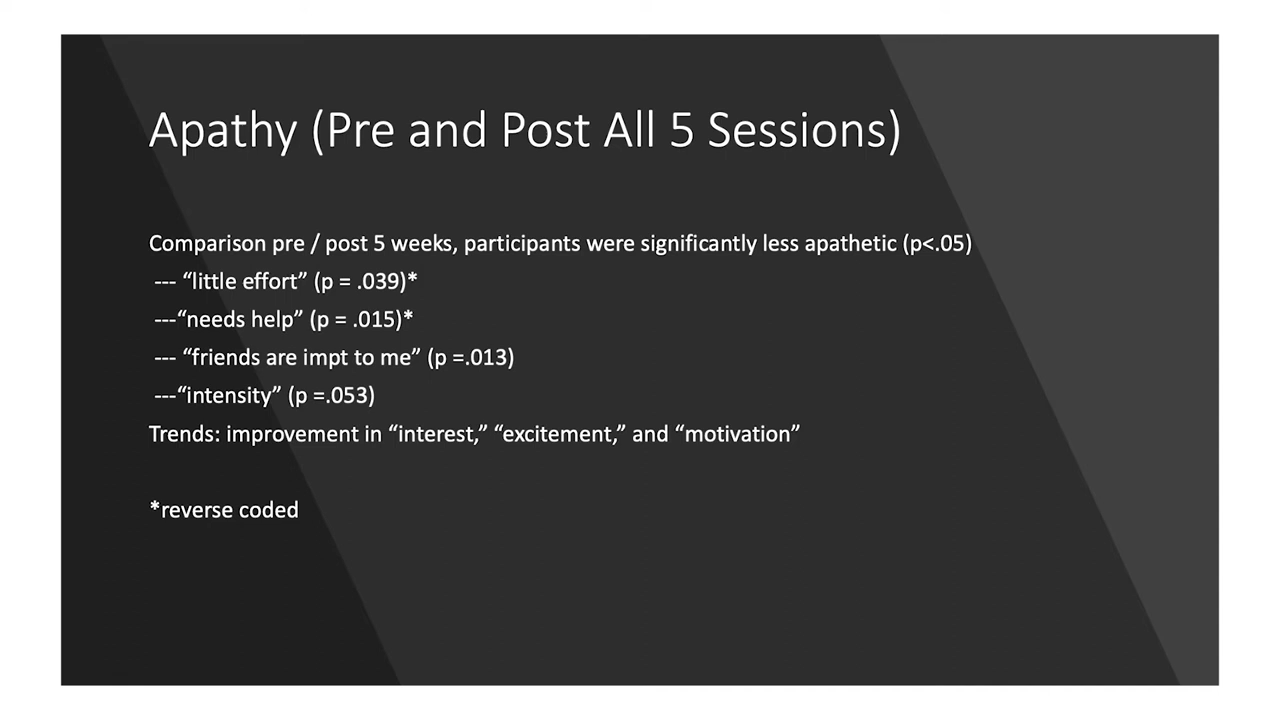 Apathy (Pre and Post All 5 Sessions)
Comparison pre / post 5 weeks, participants were significantly less apathetic (p<.05)
--- “little effort” (p = .039)*
---“needs help” (p = .015)*
--- “friends are impt to me” (p =.013)
---“intensity” (p =.053)
Trends: improvement in “interest,” “excitement,” and “motivation”
*reverse coded